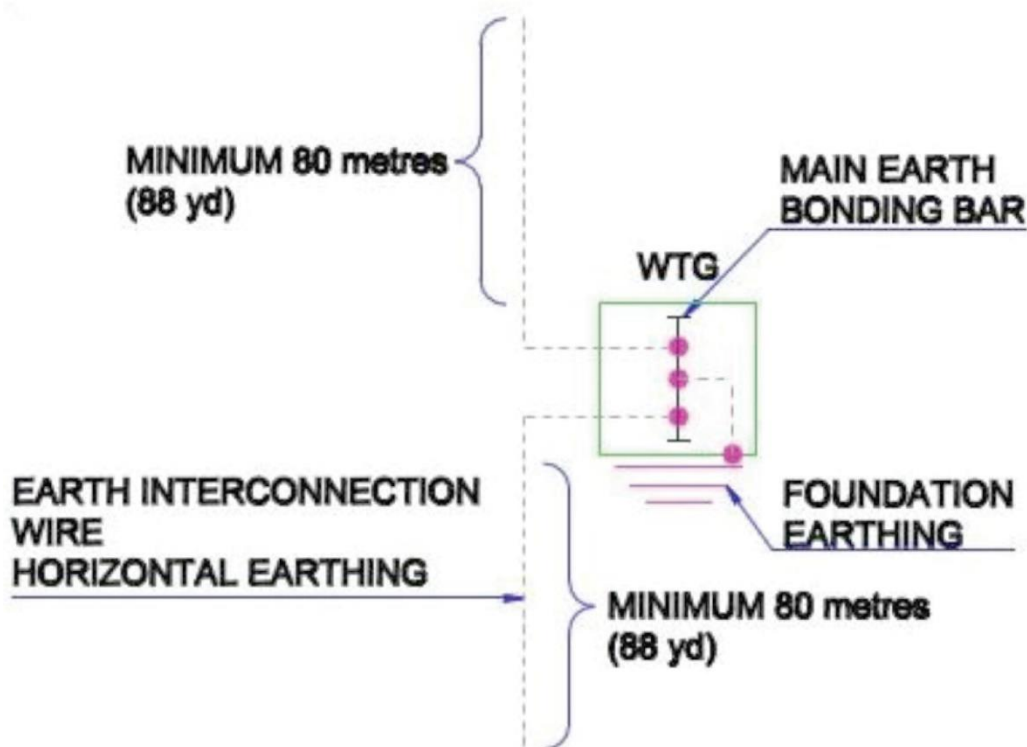 MINIMUM 80 metres
(88 yd)
MAIN EARTH
BONDING BAR
WTG
EARTH INTERCONNECTION
WIRE
HORIZONTAL EARTHING
FOUNDATION
EARTHING
MINIMUM 80 metres
(88 yd)